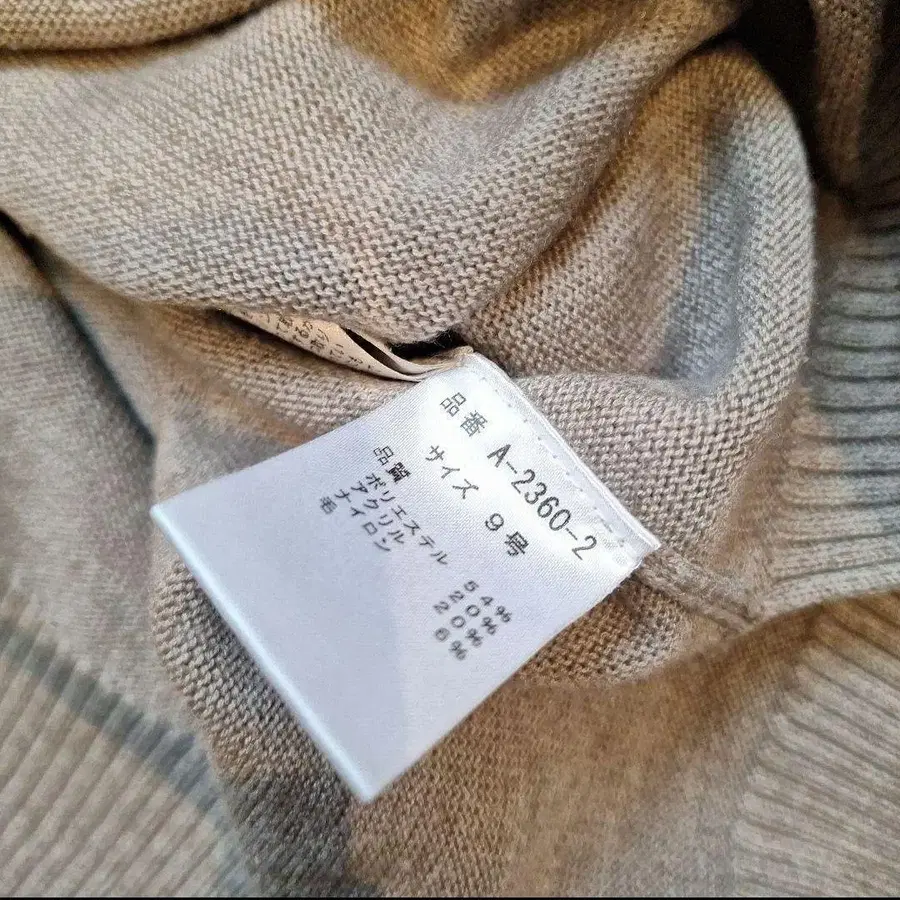 品番 A-2360-2
サイズ 9号
品質 ポリエステル 54%
アクリル 20%
ナイロン 20%
毛 6%